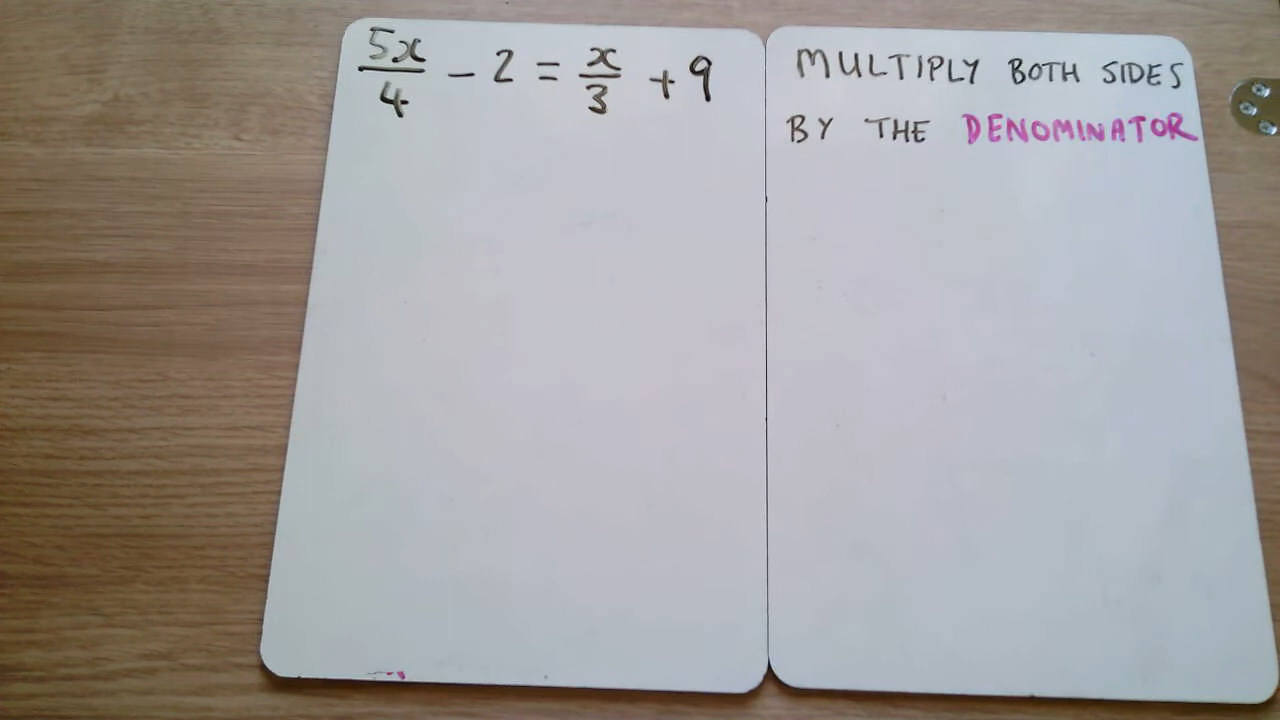 5x/4 - 2 = x/3 + 9
MULTIPLY BOTH SIDES
BY THE DENOMINATOR